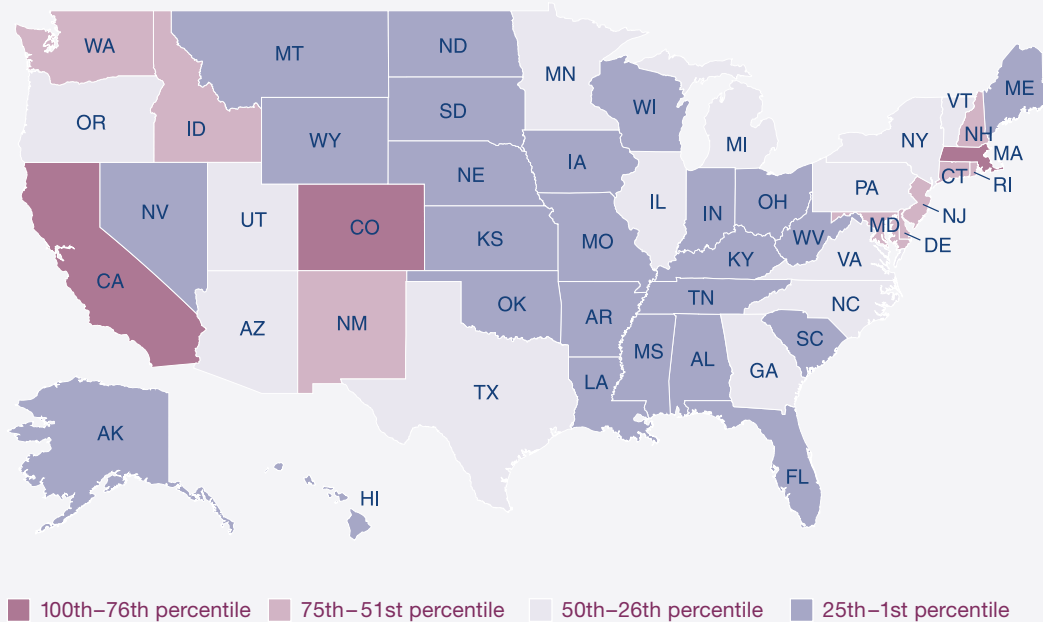 WA
MT
ND
MN
VT
ME
OR
ID
SD
WI
NY
NH
MA
WY
MI
IA
NE
PA
CT
RI
NV
UT
CO
IL
IN
OH
NJ
KS
MO
WV
MD
DE
CA
KY
VA
AZ
NM
OK
TN
NC
AR
SC
MS
AL
GA
TX
LA
AK
FL
HI
100th–76th percentile
75th–51st percentile
50th–26th percentile
25th–1st percentile